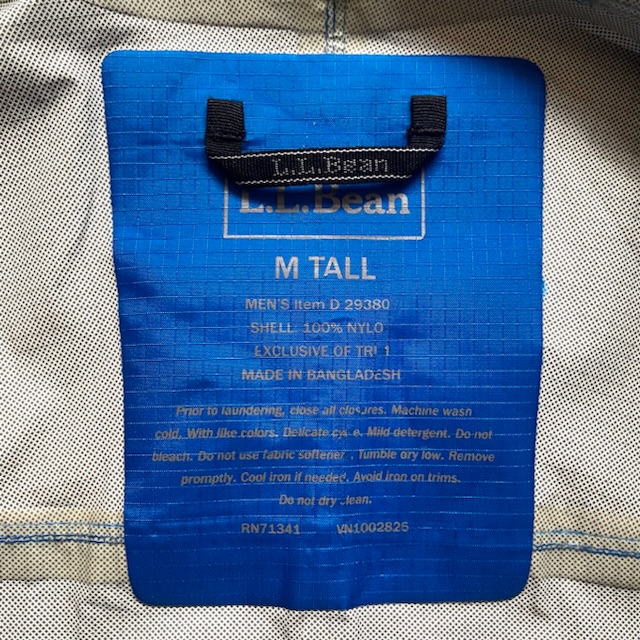 L.L.Bean
L.L.Bean
M TALL
MEN'S Item D 29380
SHELL: 100% NYLO
EXCLUSIVE OF TRI 1
MADE IN BANGLADESH
Prior to laundering, close all closures. Machine wash
cold. With like colors. Delicate cy e. Mild detergent. Do not
bleach. Do not use fabric softener . Tumble dry low. Remove
promptly. Cool iron if needed. Avoid iron on trims.
Do not dry clean.
RN71341 VN1002825